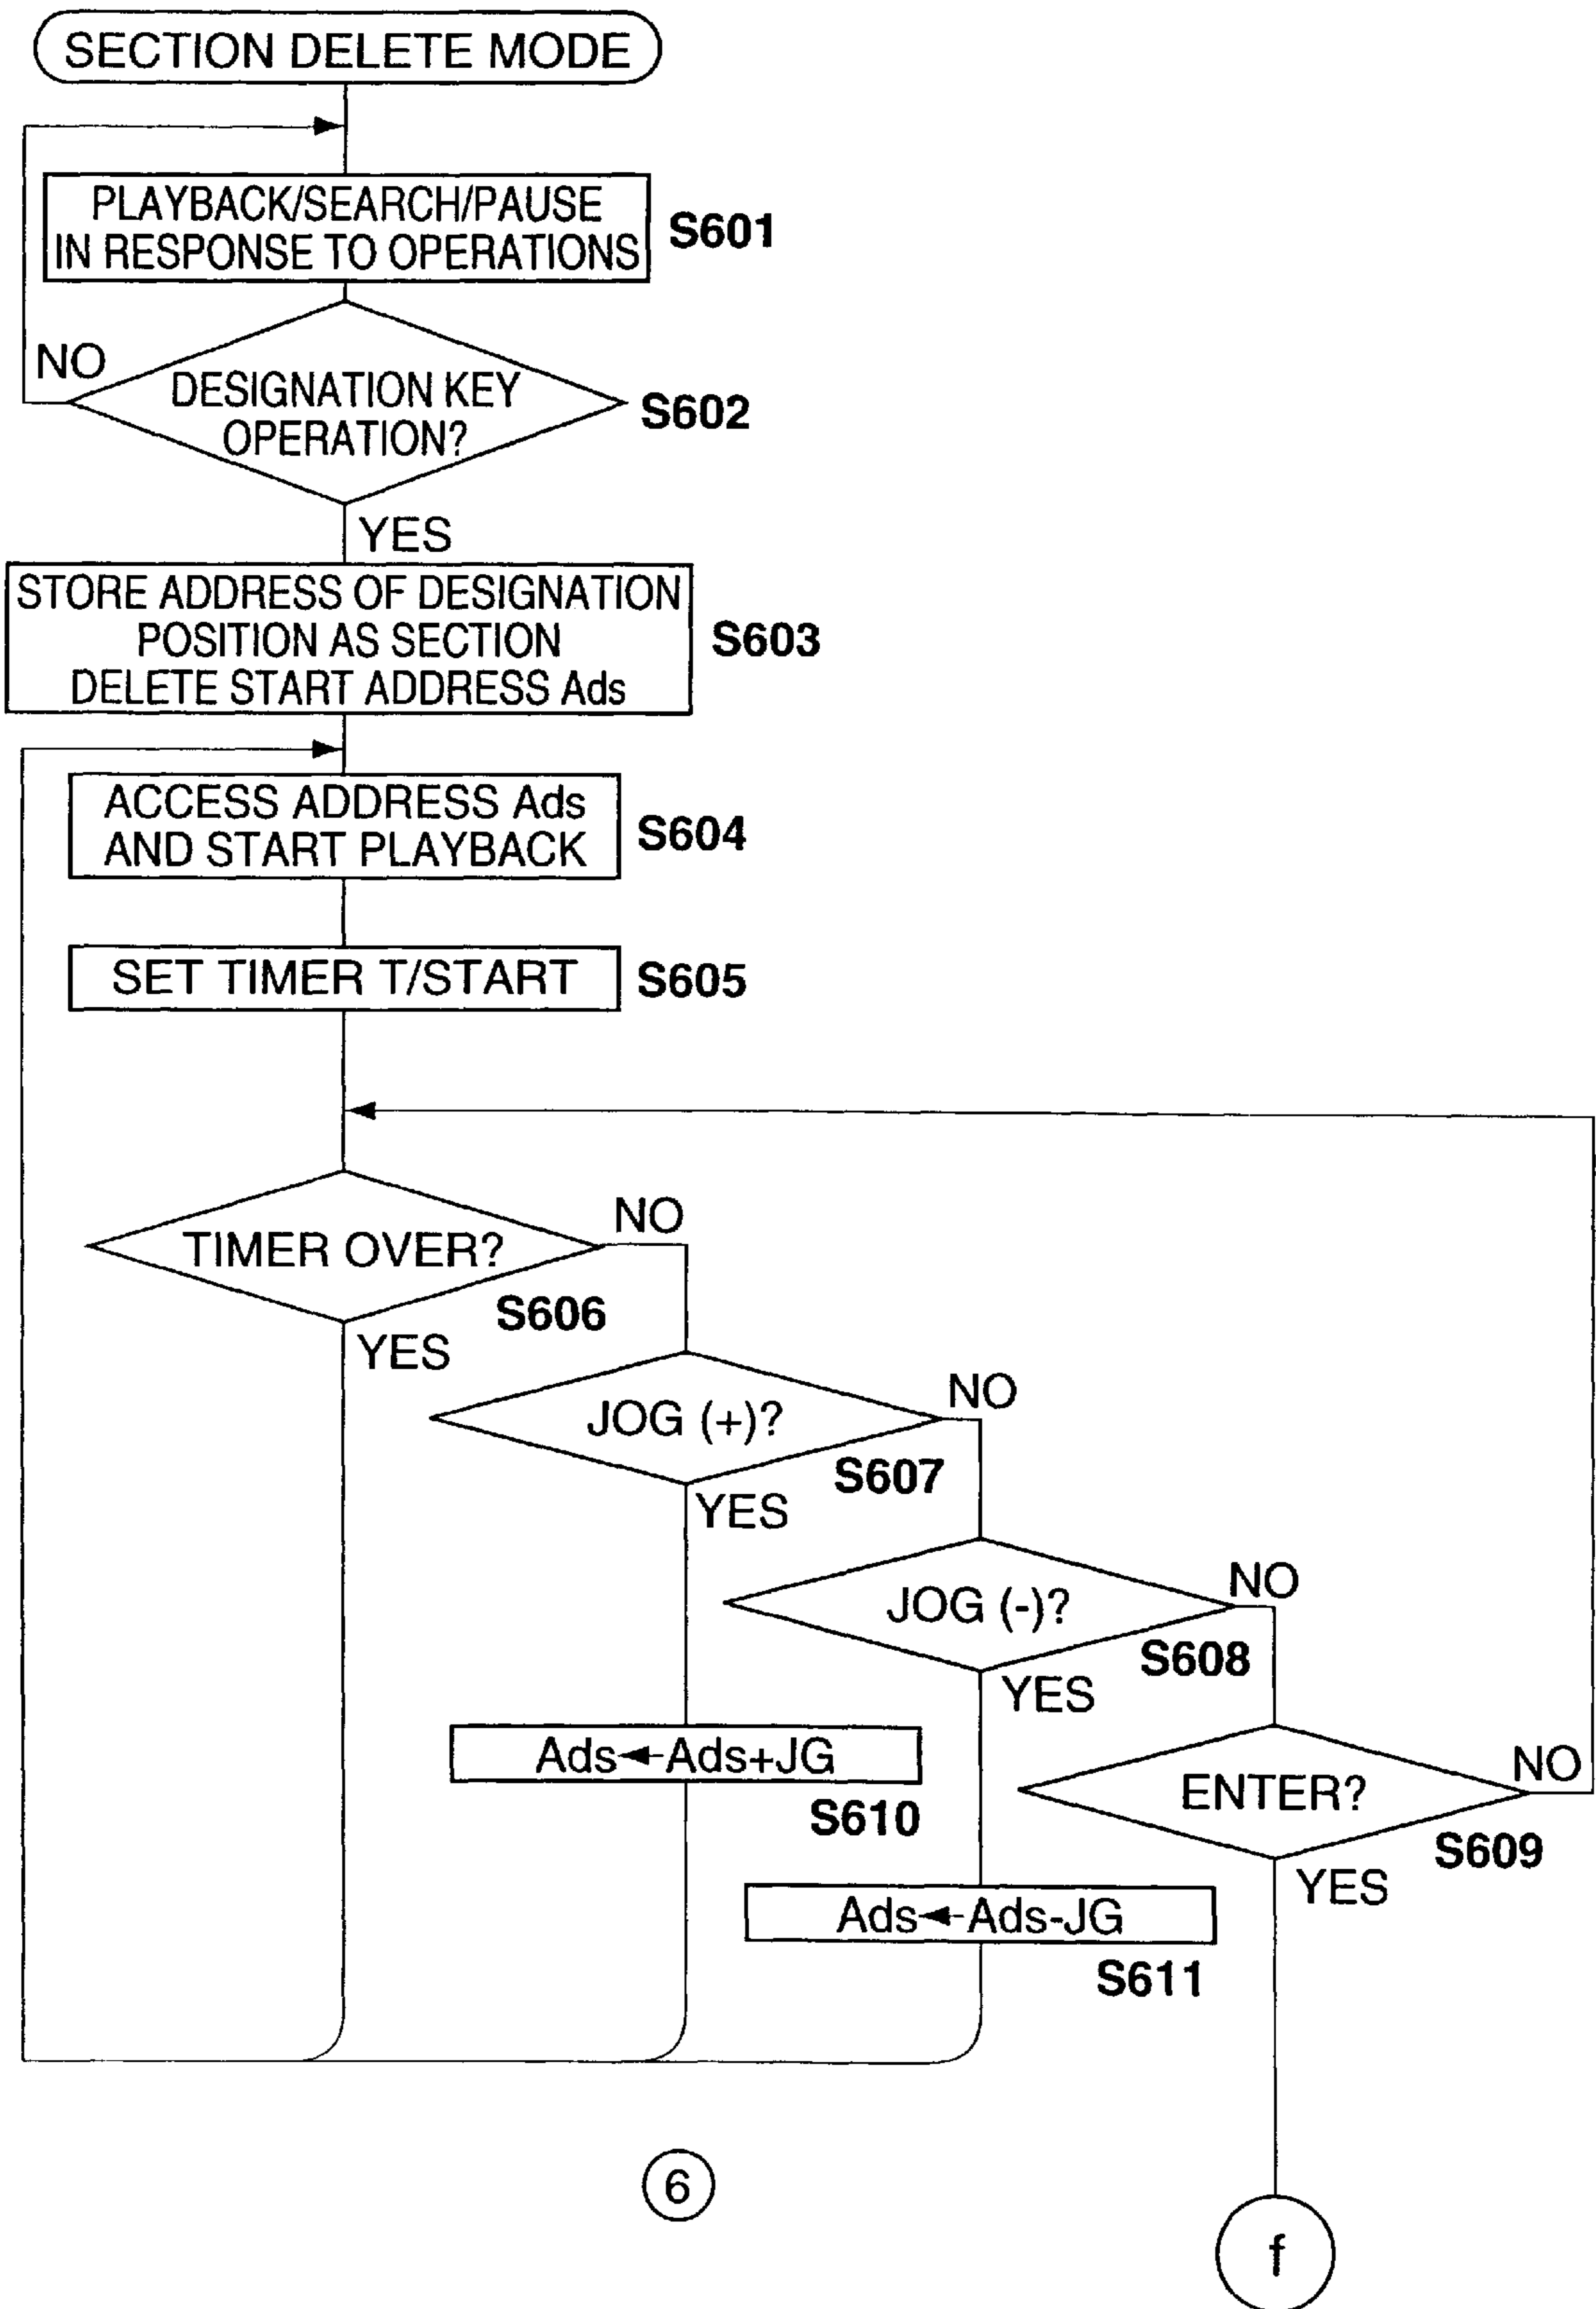 SECTION DELETE MODE
PLAYBACK/SEARCH/PAUSE
IN RESPONSE TO OPERATIONS
S601
NO
DESIGNATION KEY
OPERATION?
S602
YES
STORE ADDRESS OF DESIGNATION
POSITION AS SECTION
DELETE START ADDRESS Ads
S603
ACCESS ADDRESS Ads
AND START PLAYBACK
S604
SET TIMER T/START
S605
TIMER OVER?
NO
S606
YES
JOG (+)?
NO
S607
YES
JOG (-)?
NO
S608
YES
Ads←Ads+JG
S610
ENTER?
NO
S609
YES
Ads←Ads-JG
S611
6
f